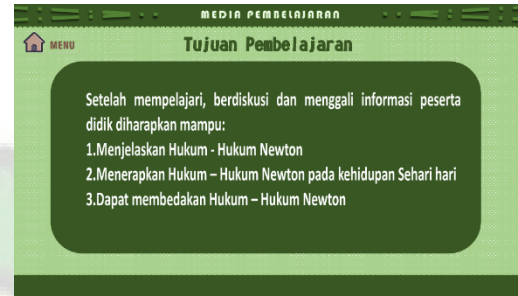 MEDIA PEMBELAJARAN
MENU
Tujuan Pembelajaran
Setelah mempelajari, berdiskusi dan menggali informasi peserta
didik diharapkan mampu:
1.Menjelaskan Hukum - Hukum Newton
2.Menerapkan Hukum – Hukum Newton pada kehidupan Sehari hari
3.Dapat membedakan Hukum – Hukum Newton